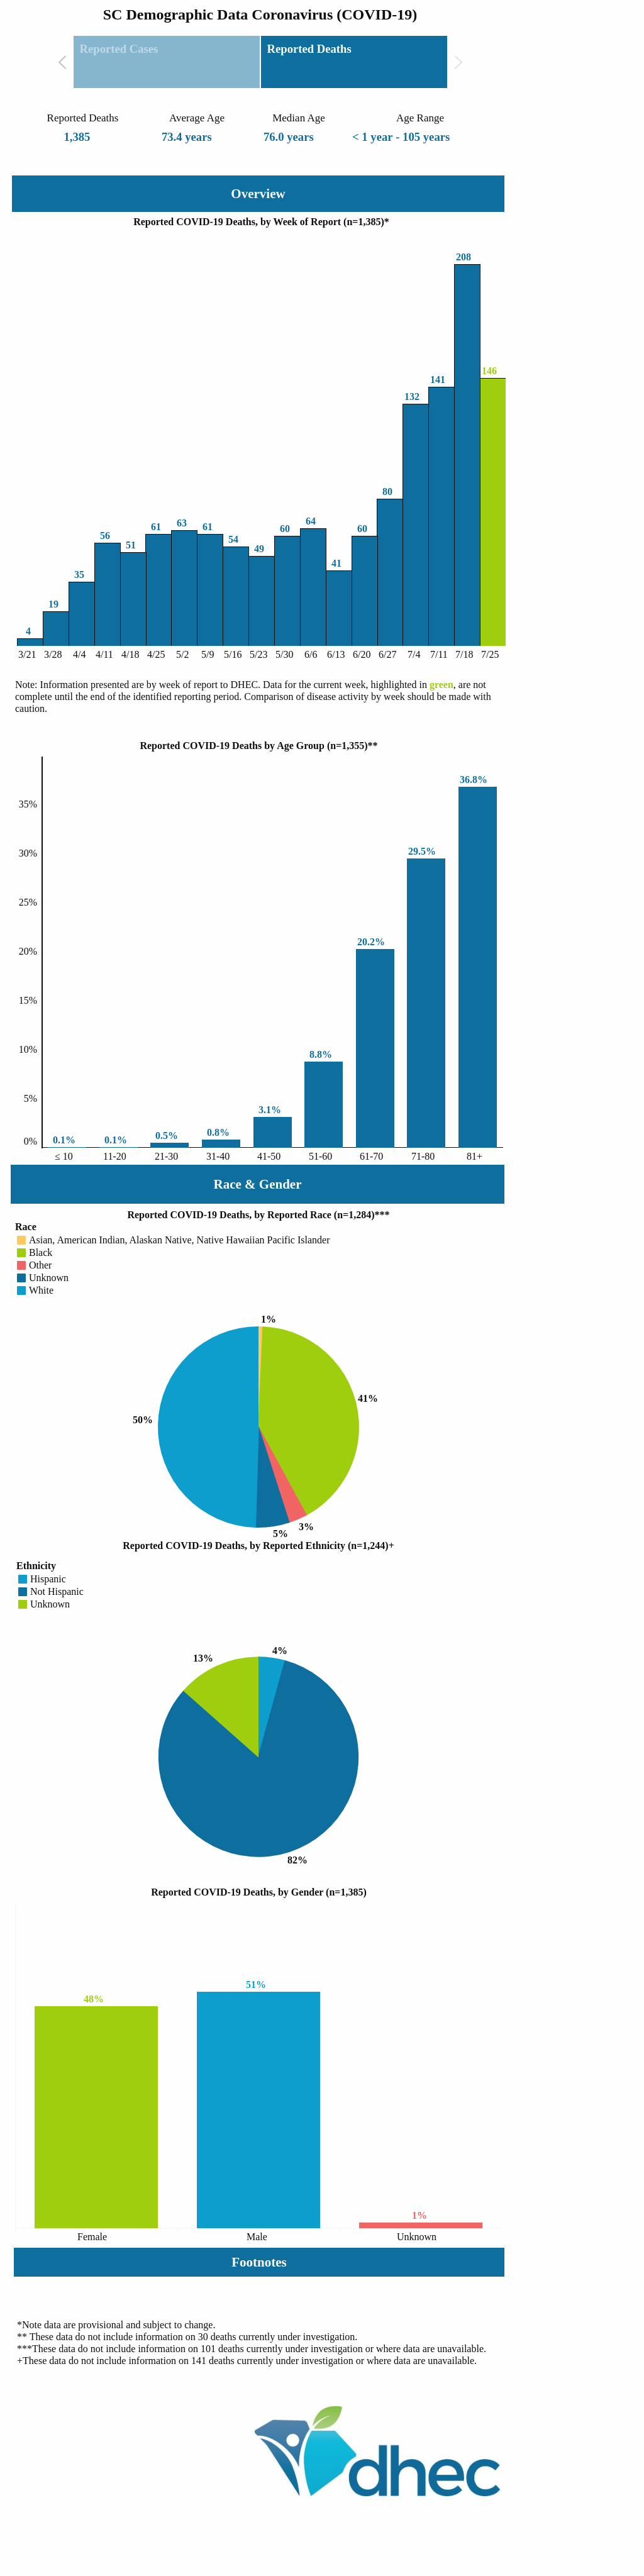 SC Demographic Data Coronavirus (COVID-19)
Reported Cases
Reported Deaths
Reported Deaths Average Age Median Age Age Range
1,385 73.4 years 76.0 years < 1 year - 105 years
Overview
Reported COVID-19 Deaths, by Week of Report (n=1,385)*
208
146
141
132
80
64
63
61 61
60 60
56
54
51
49
41
35
19
4
3/21 3/28 4/4 4/11 4/18 4/25 5/2 5/9 5/16 5/23 5/30 6/6 6/13 6/20 6/27 7/4 7/11 7/18 7/25
Note: Information presented are by week of report to DHEC. Data for the current week, highlighted in green, are not
complete until the end of the identified reporting period. Comparison of disease activity by week should be made with
caution.
Reported COVID-19 Deaths by Age Group (n=1,355)**
36.8%
35%
30%
29.5%
25%
20%
20.2%
15%
10%
8.8%
5%
3.1%
0%
0.1% 0.1% 0.5% 0.8%
≤ 10 11-20 21-30 31-40 41-50 51-60 61-70 71-80 81+
Race & Gender
Reported COVID-19 Deaths, by Reported Race (n=1,284)***
Race
Asian, American Indian, Alaskan Native, Native Hawaiian Pacific Islander
Black
Other
Unknown
White
1%
41%
50%
3%
5%
Reported COVID-19 Deaths, by Reported Ethnicity (n=1,244)+
Ethnicity
Hispanic
Not Hispanic
Unknown
4%
13%
82%
Reported COVID-19 Deaths, by Gender (n=1,385)
51%
48%
1%
Female Male Unknown
Footnotes
*Note data are provisional and subject to change.
** These data do not include information on 30 deaths currently under investigation.
***These data do not include information on 101 deaths currently under investigation or where data are unavailable.
+These data do not include information on 141 deaths currently under investigation or where data are unavailable.
dhec